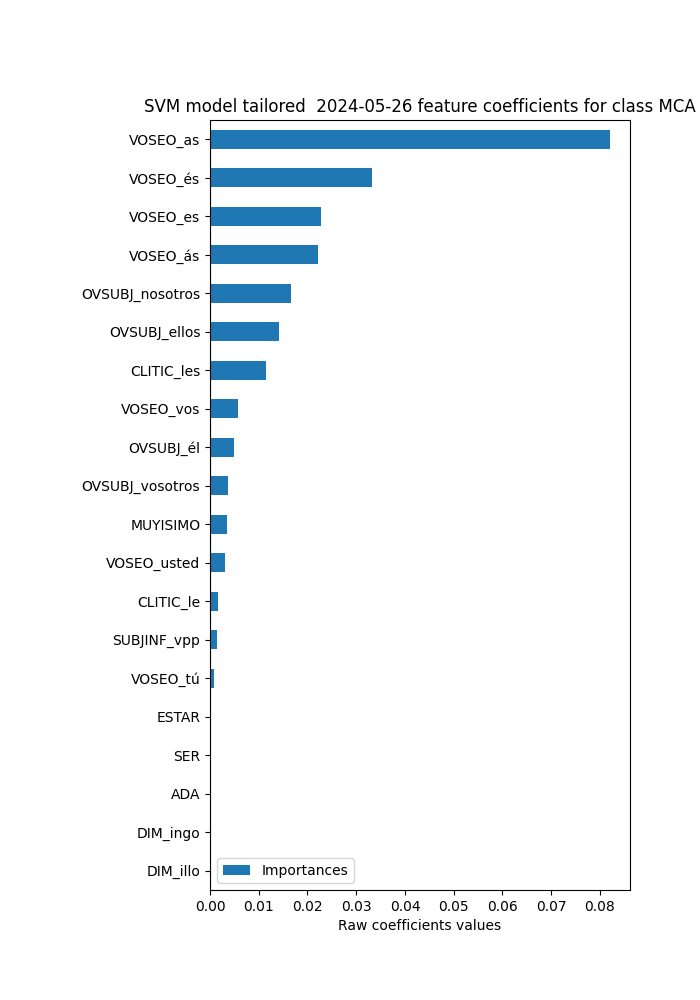 SVM model tailored  2024-05-26 feature coefficients for class MCA
VOSEO_as
VOSEO_és
VOSEO_es
VOSEO_ás
OVSUBJ_nosotros
OVSUBJ_ellos
CLITIC_les
VOSEO_vos
OVSUBJ_él
OVSUBJ_vosotros
MUYISIMO
VOSEO_usted
CLITIC_le
SUBJINF_vpp
VOSEO_tú
ESTAR
SER
ADA
DIM_ingo
DIM_illo
Importances
0.00 0.01 0.02 0.03 0.04 0.05 0.06 0.07 0.08
Raw coefficients values